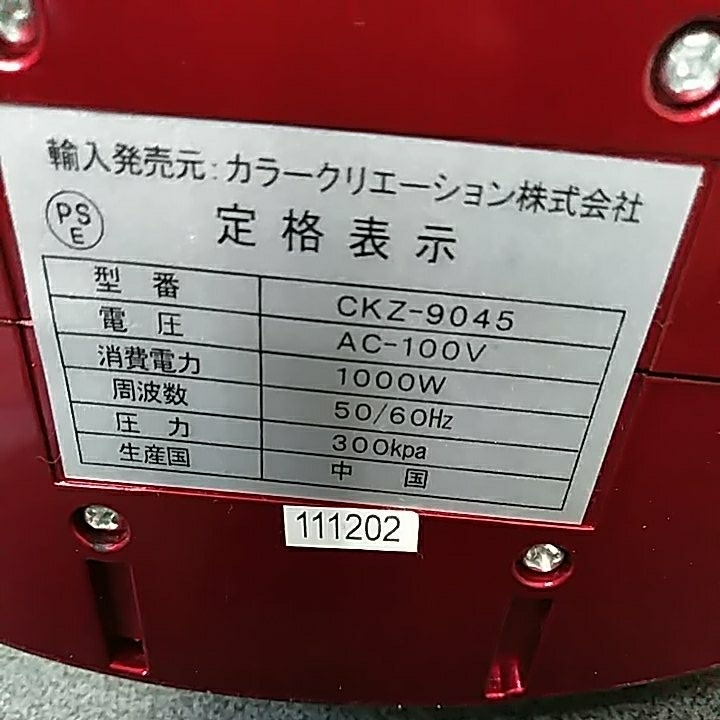 輸入発売元:カラークリエーション株式会社
PS
E
定格表示
型番 CKZ-9045
電圧 AC-100V
消費電力 1000W
周波数 50/60Hz
圧力 300kpa
生産国 中国
111202